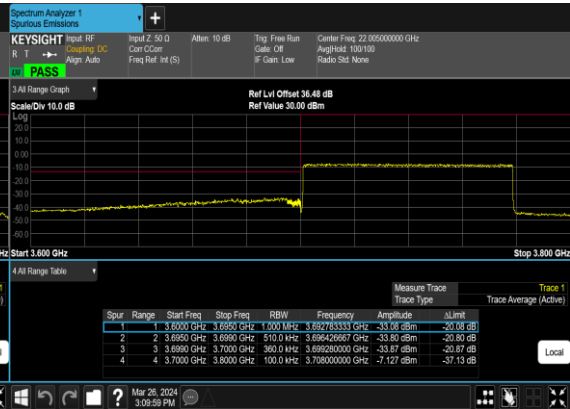 Spectrum Analyzer 1
Spurious Emissions
+
KEYSIGHT Input: RF Input Z: 50 Ω Atten: 10 dB Trig: Free Run Center Freq: 22.005000000 GHz
R T Coupling: DC Corr CCorr Gate: Off Avg|Hold: 100/100
Align: Auto Freq Ref: Int (S) IF Gain: Low Radio Std: None
PASS
3 All Range Graph
Ref Lvl Offset 36.48 dB
Scale/Div 10.0 dB Ref Value 30.00 dBm
Log
20.0
10.0
0.00
-10.0
-20.0
-30.0
-40.0
-50.0
-60.0
Hz Start 3.600 GHz Stop 3.800 GHz
4 All Range Table
Measure Trace Trace 1
Trace Type Trace Average (Active)
Spur Range Start Freq Stop Freq RBW Frequency Amplitude ΔLimit
1 1 3.6000 GHz 3.6950 GHz 1.000 MHz 3.692783333 GHz -33.08 dBm -20.08 dB
2 2 3.6950 GHz 3.6990 GHz 510.0 kHz 3.696426667 GHz -33.80 dBm -20.80 dB
3 3 3.6990 GHz 3.7000 GHz 360.0 kHz 3.699280000 GHz -33.87 dBm -20.87 dB
4 4 3.7000 GHz 3.8000 GHz 100.0 kHz 3.708000000 GHz -7.127 dBm -37.13 dB
Local
? Mar 26, 2024
3:09:59 PM